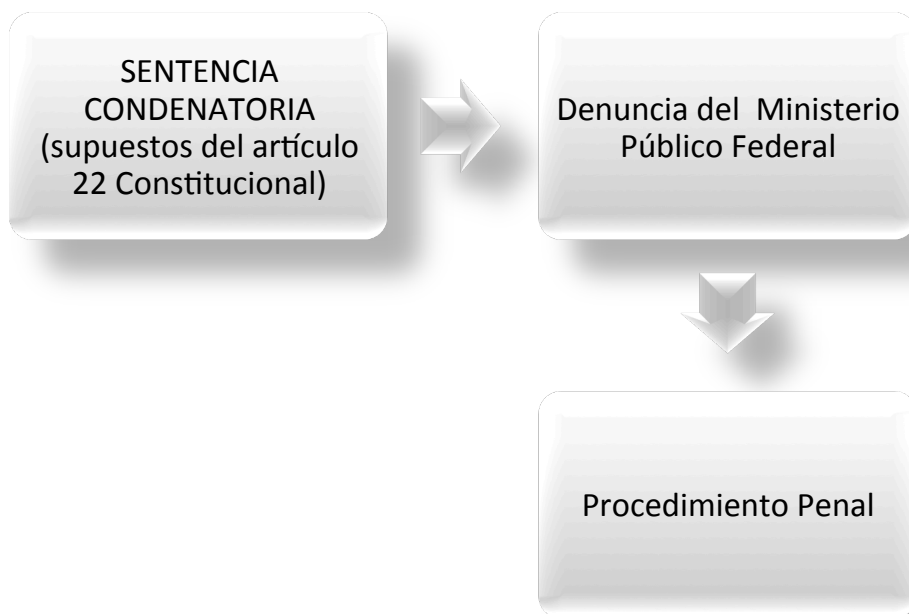 SENTENCIA
CONDENATORIA
(supuestos del artículo
22 Constitucional)
Denuncia del Ministerio
Público Federal
Procedimiento Penal